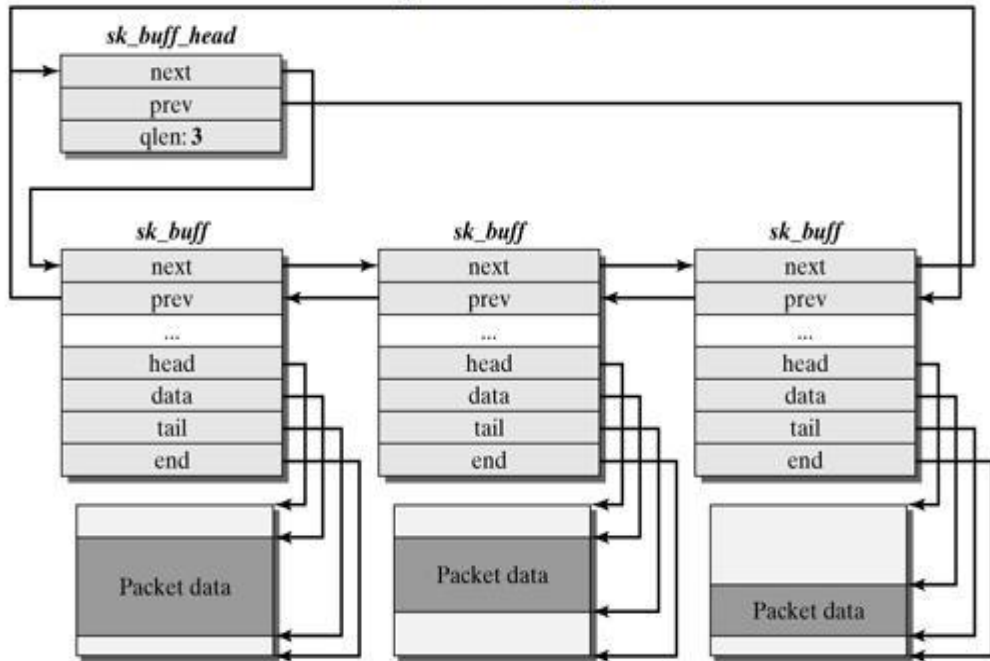 sk_buff_head
next
prev
qlen: 3
sk_buff
next
prev
...
head
data
tail
end
Packet data
sk_buff
next
prev
...
head
data
tail
end
Packet data
sk_buff
next
prev
...
head
data
tail
end
Packet data